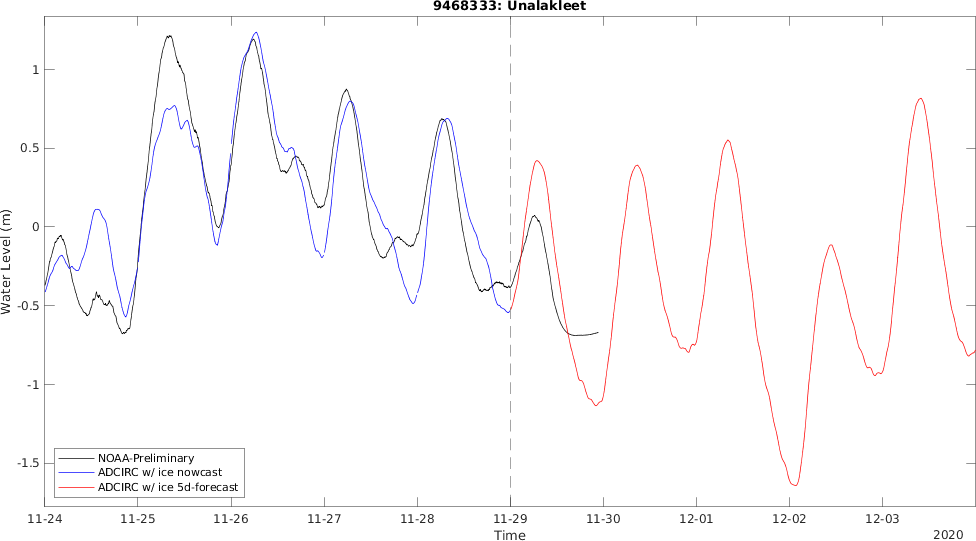 9468333: Unalakleet
Water Level (m)
1
0.5
0
-0.5
-1
-1.5
NOAA-Preliminary
ADCIRC w/ ice nowcast
ADCIRC w/ ice 5d-forecast
11-24 11-25 11-26 11-27 11-28 11-29 11-30 12-01 12-02 12-03
Time
2020